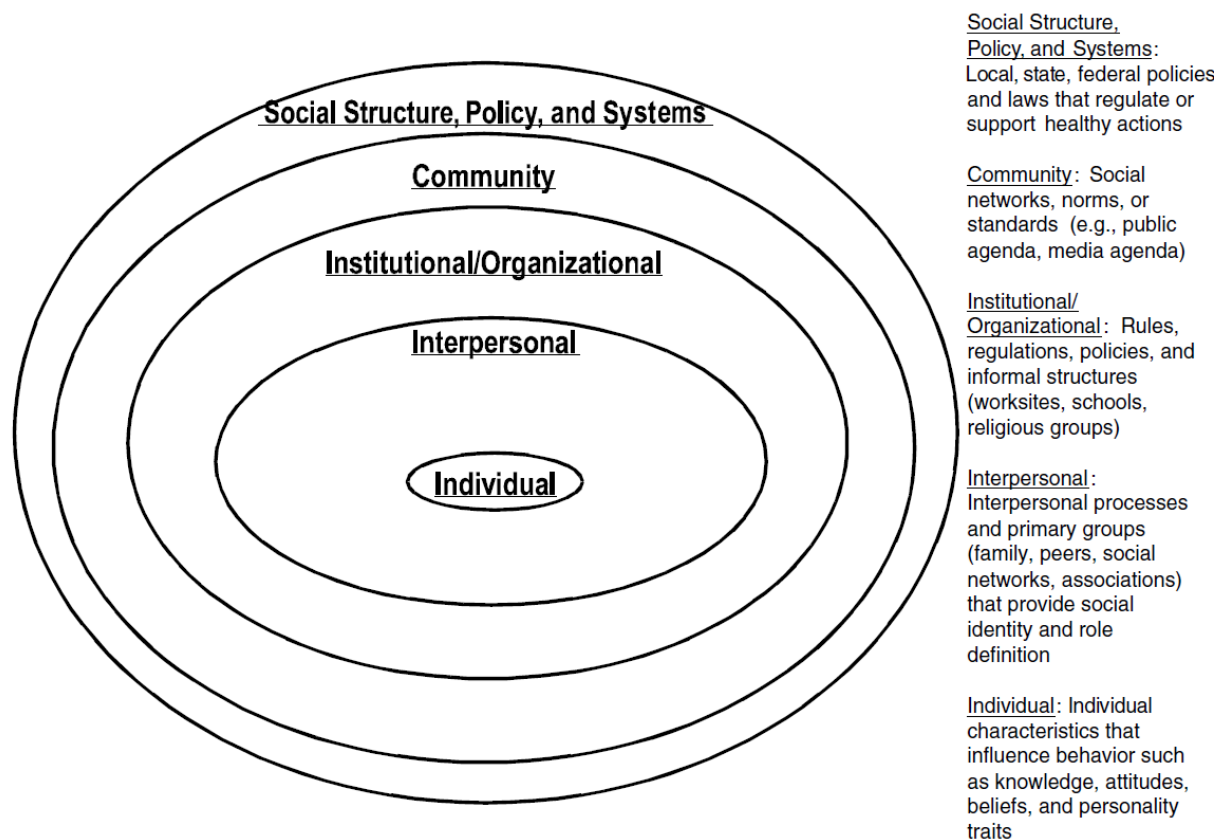 Social Structure, Policy, and Systems
Community
Institutional/Organizational
Interpersonal
Individual
Social Structure,
Policy, and Systems:
Local, state, federal policies
and laws that regulate or
support healthy actions
Community: Social
networks, norms, or
standards (e.g., public
agenda, media agenda)
Institutional/
Organizational: Rules,
regulations, policies, and
informal structures
(worksites, schools,
religious groups)
Interpersonal:
Interpersonal processes
and primary groups
(family, peers, social
networks, associations)
that provide social
identity and role
definition
Individual: Individual
characteristics that
influence behavior such
as knowledge, attitudes,
beliefs, and personality
traits